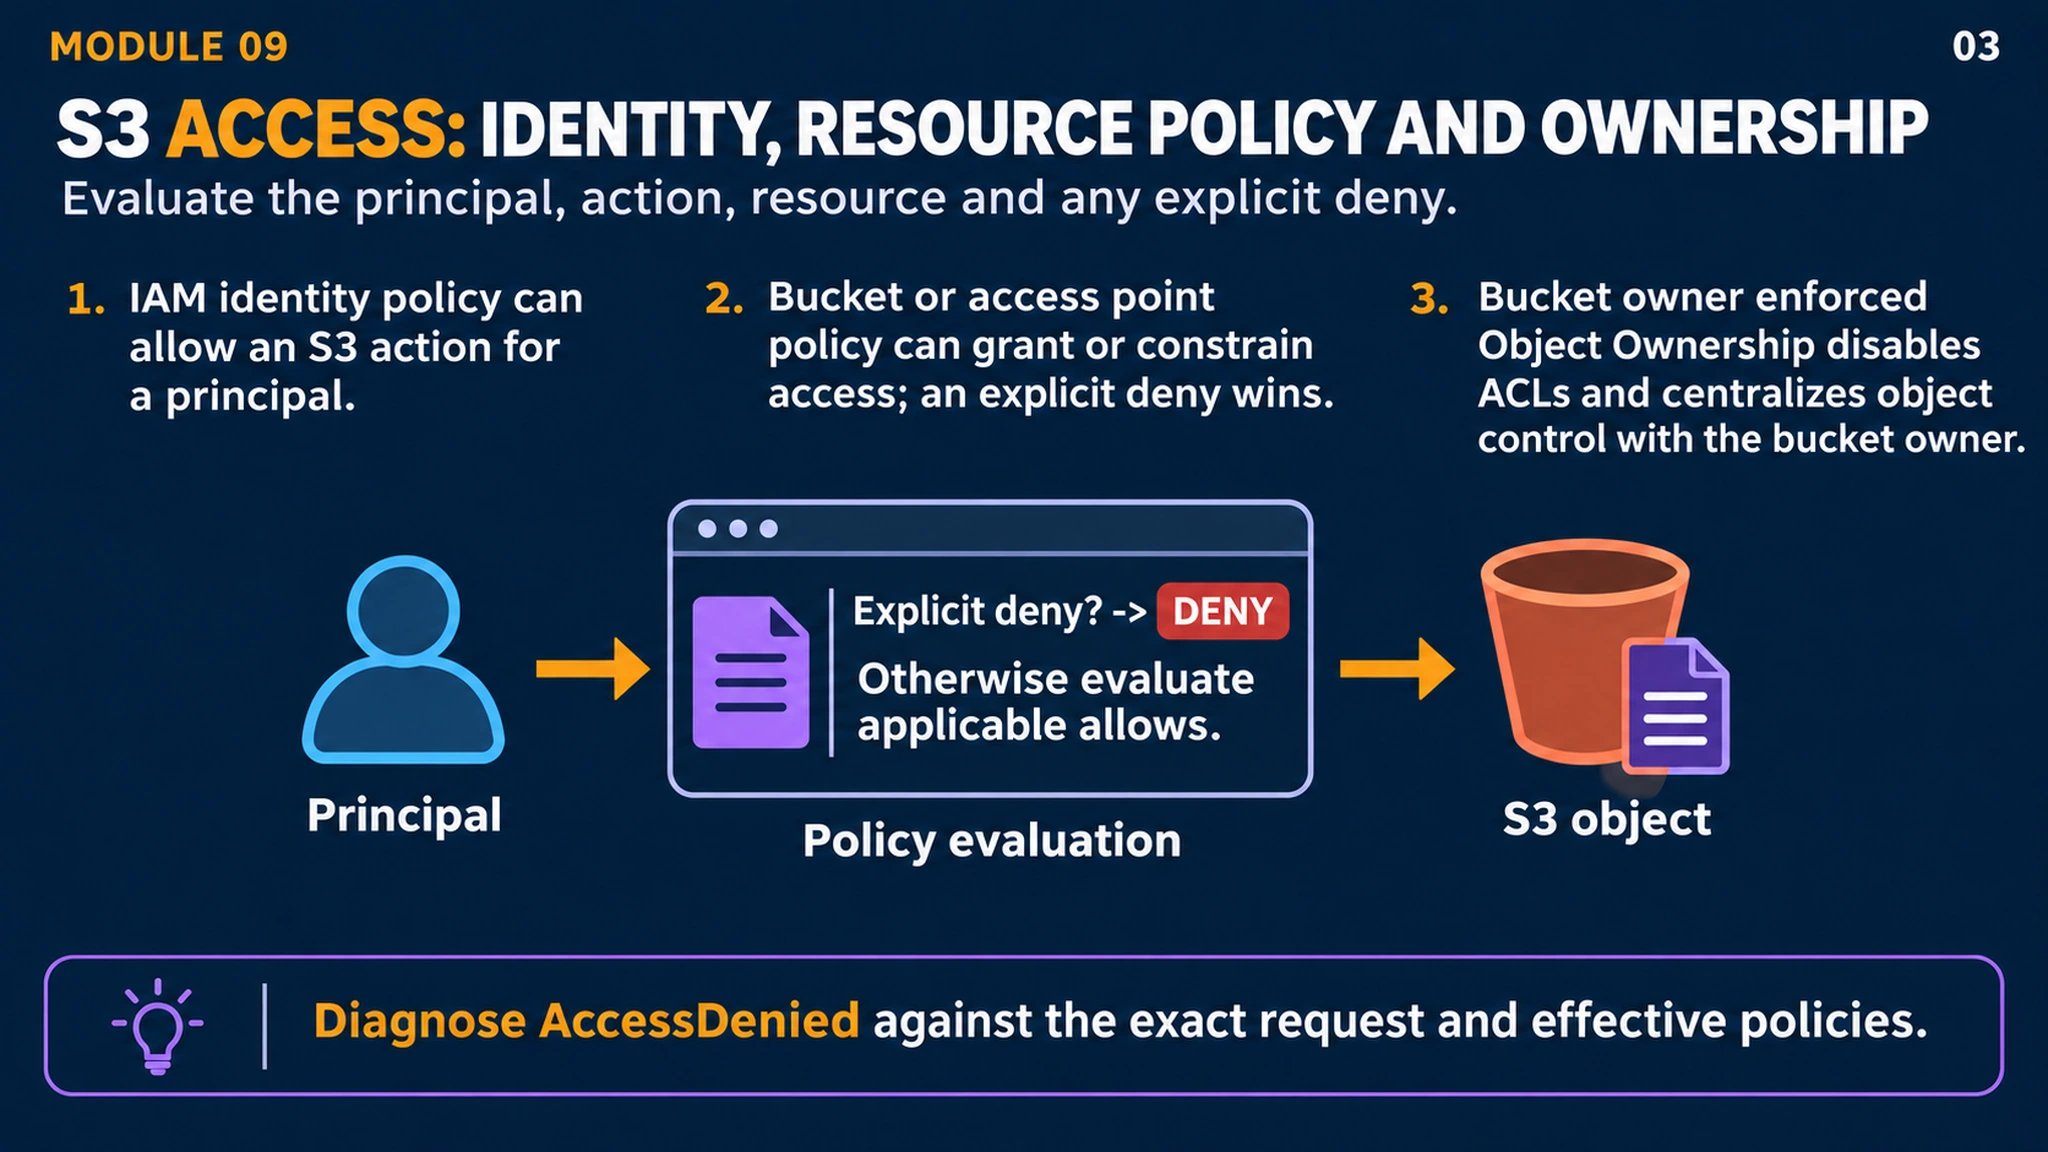 MODULE 09
03
S3 ACCESS: IDENTITY, RESOURCE POLICY AND OWNERSHIP
Evaluate the principal, action, resource and any explicit deny.
1. IAM identity policy can
allow an S3 action for
a principal.
2. Bucket or access point
policy can grant or constrain
access; an explicit deny wins.
3. Bucket owner enforced
Object Ownership disables
ACLs and centralizes object
control with the bucket owner.
Explicit deny? -> DENY
Otherwise evaluate
applicable allows.
Principal
Policy evaluation
S3 object
Diagnose AccessDenied against the exact request and effective policies.